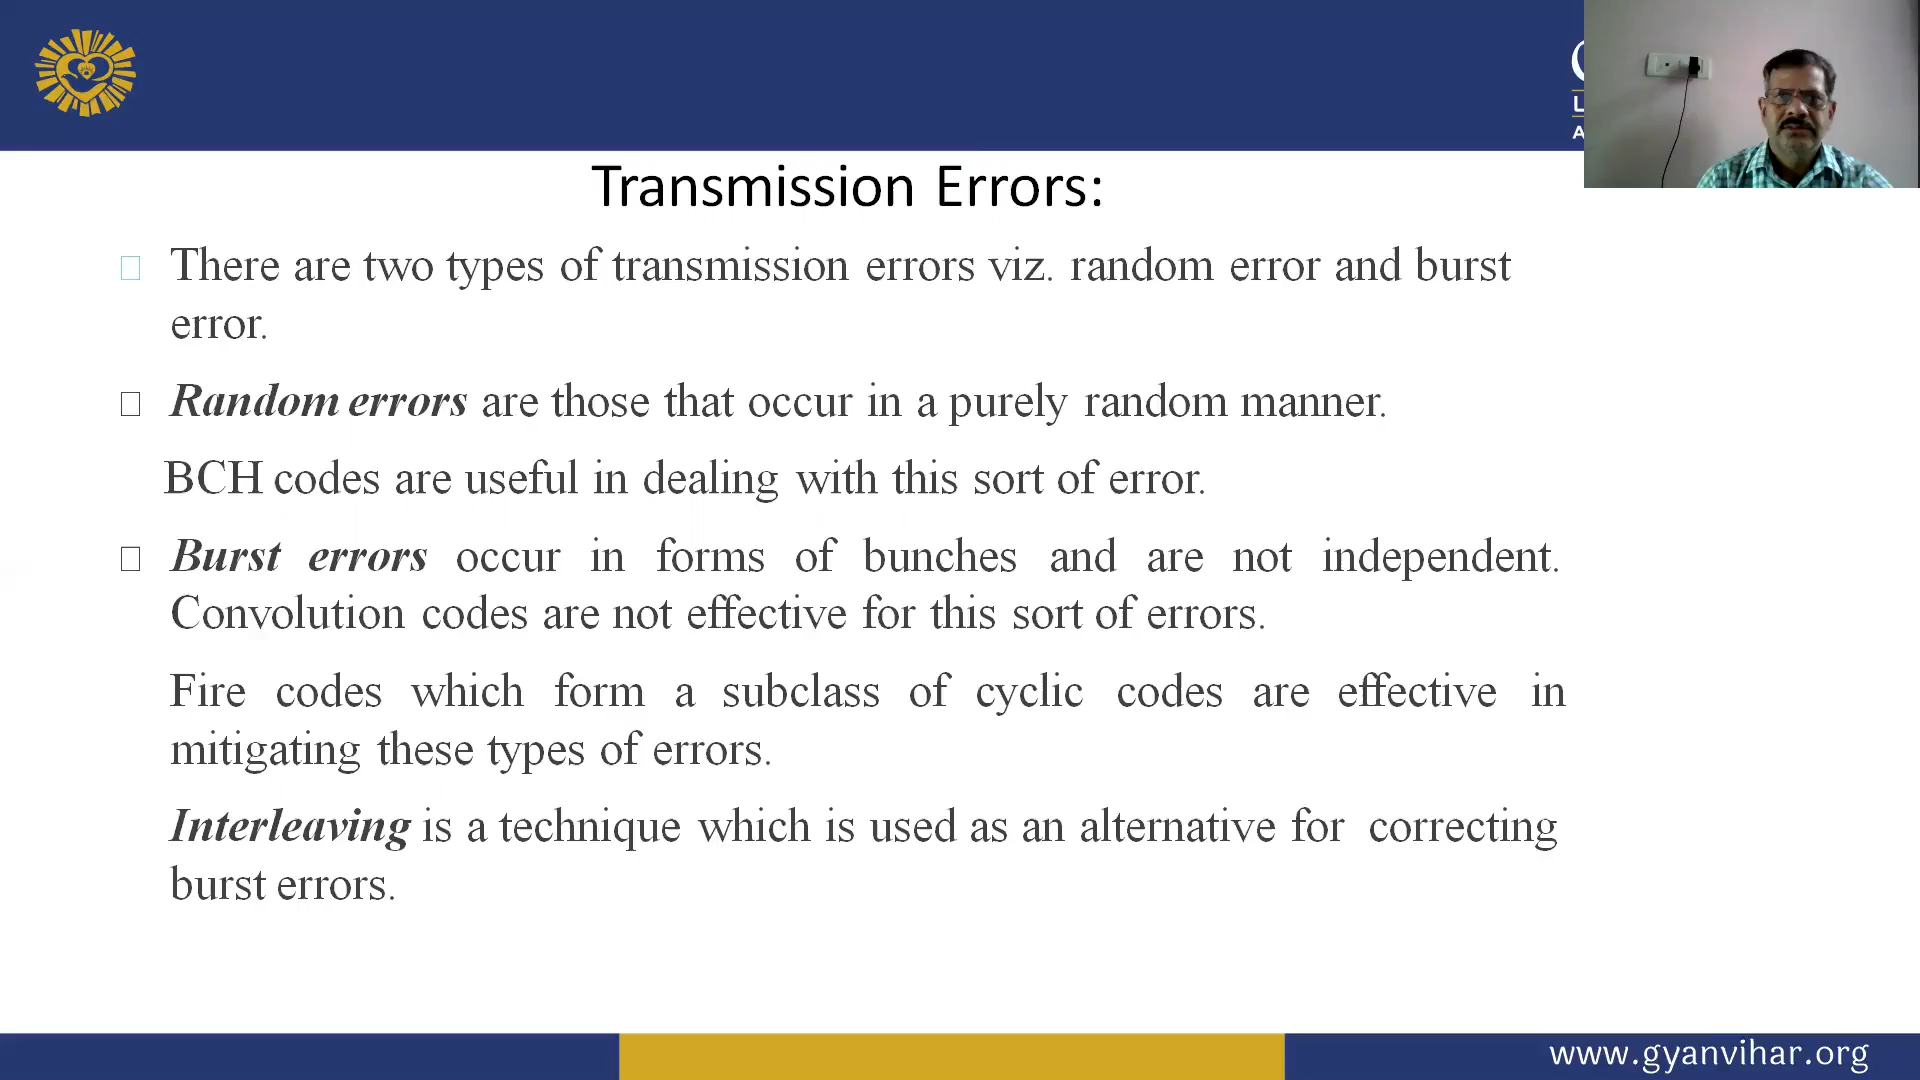 Transmission Errors:
There are two types of transmission errors viz. random error and burst
error.
Random errors are those that occur in a purely random manner.
BCH codes are useful in dealing with this sort of error.
Burst errors occur in forms of bunches and are not independent.
Convolution codes are not effective for this sort of errors.
Fire codes which form a subclass of cyclic codes are effective in
mitigating these types of errors.
Interleaving is a technique which is used as an alternative for correcting
burst errors.
www.gyanvihar.org